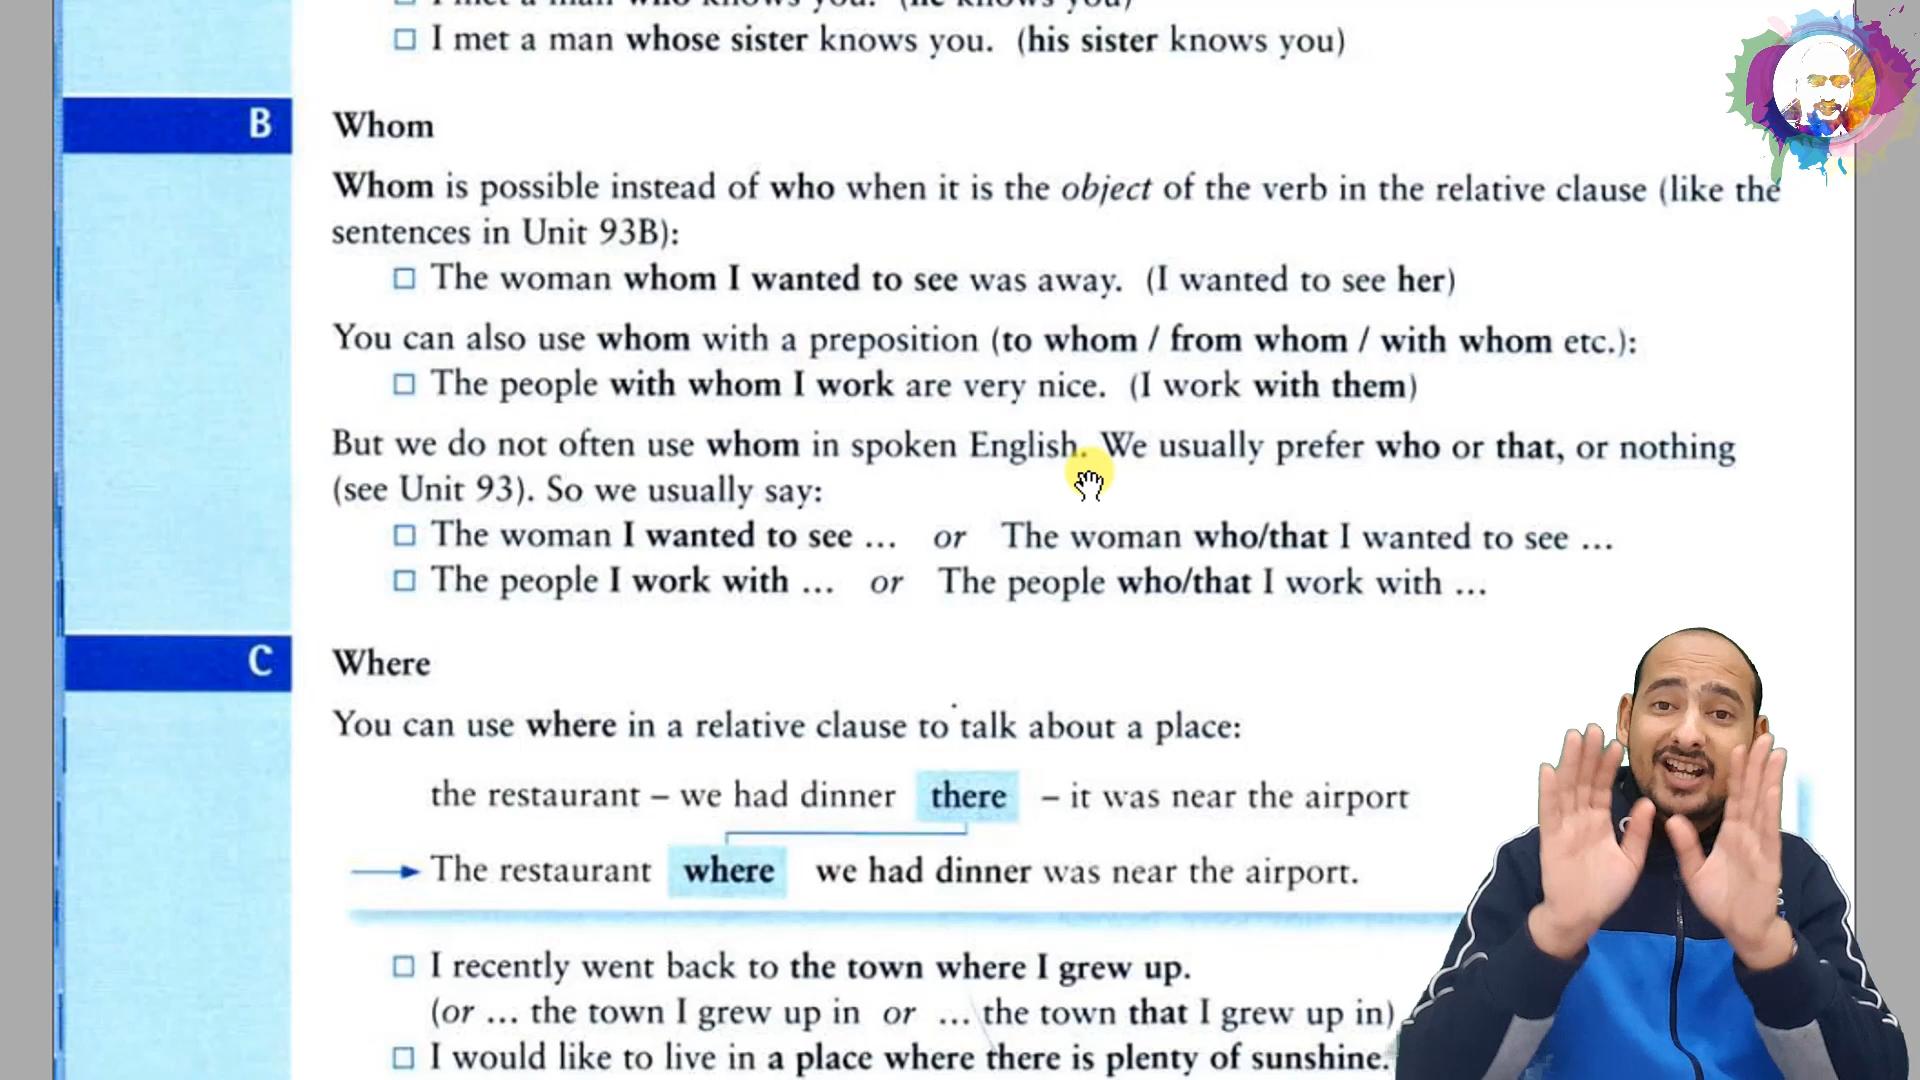 I met a man who knows you. (he knows you)
I met a man whose sister knows you. (his sister knows you)
B
Whom
Whom is possible instead of who when it is the object of the verb in the relative clause (like the
sentences in Unit 93B):
The woman whom I wanted to see was away. (I wanted to see her)
You can also use whom with a preposition (to whom / from whom / with whom etc.):
The people with whom I work are very nice. (I work with them)
But we do not often use whom in spoken English. We usually prefer who or that, or nothing
(see Unit 93). So we usually say:
The woman I wanted to see ... or The woman who/that I wanted to see ...
The people I work with ... or The people who/that I work with ...
C
Where
You can use where in a relative clause to talk about a place:
the restaurant – we had dinner there – it was near the airport
The restaurant where we had dinner was near the airport.
I recently went back to the town where I grew up.
(or ... the town I grew up in or ... the town that I grew up in)
I would like to live in a place where there is plenty of sunshine.